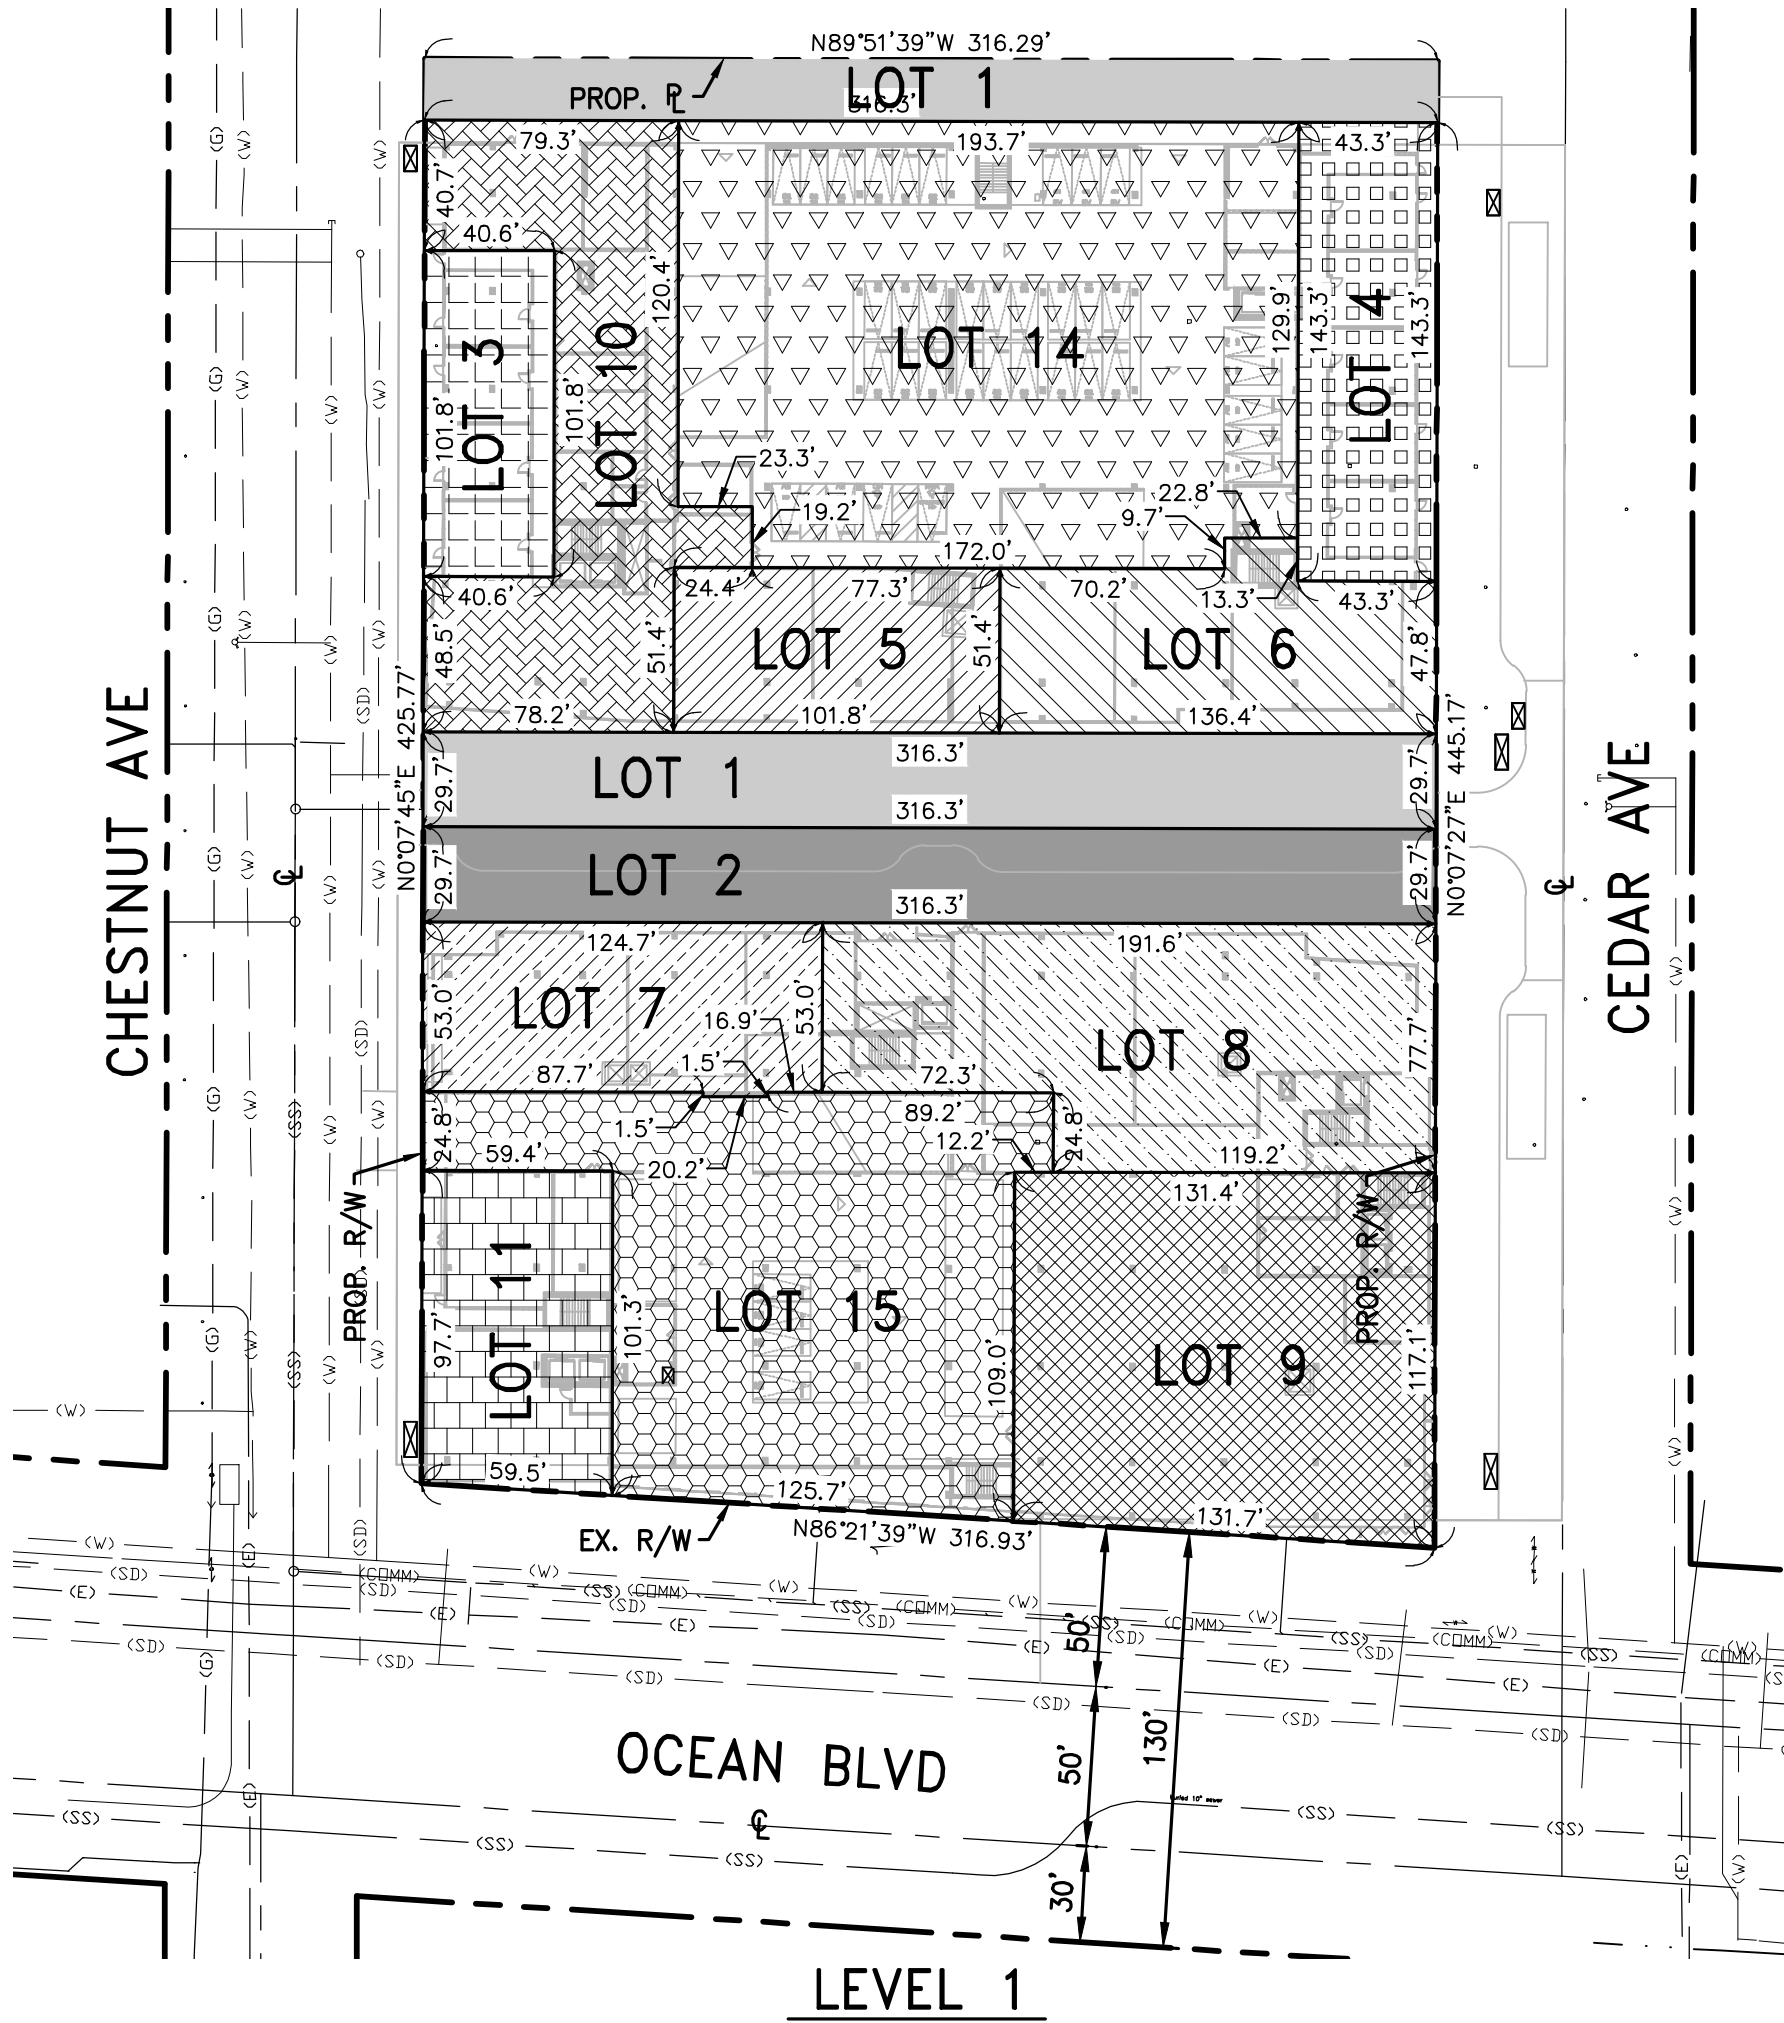 N89°51'39"W 316.29'
LOT 1
PROP. PL
316.3'
79.3'
193.7'
43.3'
40.7'
40.6'
120.4'
129.9'
143.3'
143.3'
LOT 3
LOT 10
LOT 14
LOT 4
101.8'
101.8'
23.3'
19.2'
22.8'
9.7'
172.0'
40.6'
24.4'
77.3'
70.2'
13.3'
43.3'
48.5'
51.4'
LOT 5
51.4'
LOT 6
47.8'
78.2'
101.8'
136.4'
CHESTNUT AVE
N0°07'45"E 425.77'
29.7'
LOT 1
316.3'
316.3'
29.7'
N0°07'27"E 445.17'
CEDAR AVE
29.7'
LOT 2
316.3'
29.7'
124.7'
191.6'
53.0'
LOT 7
16.9'
53.0'
LOT 8
77.7'
87.7'
1.5'
72.3'
1.5'
89.2'
24.8'
59.4'
20.2'
12.2'
24.8'
119.2'
131.4'
PROP. R/W
PROP. R/W
LOT 11
97.7'
101.3'
LOT 15
109.0'
LOT 9
117.1'
59.5'
125.7'
131.7'
EX. R/W
N86°21'39"W 316.93'
(G)
(W)
(SD)
(SS)
(E)
(COMM)
50'
50'
130'
30'
OCEAN BLVD
CL
LEVEL 1